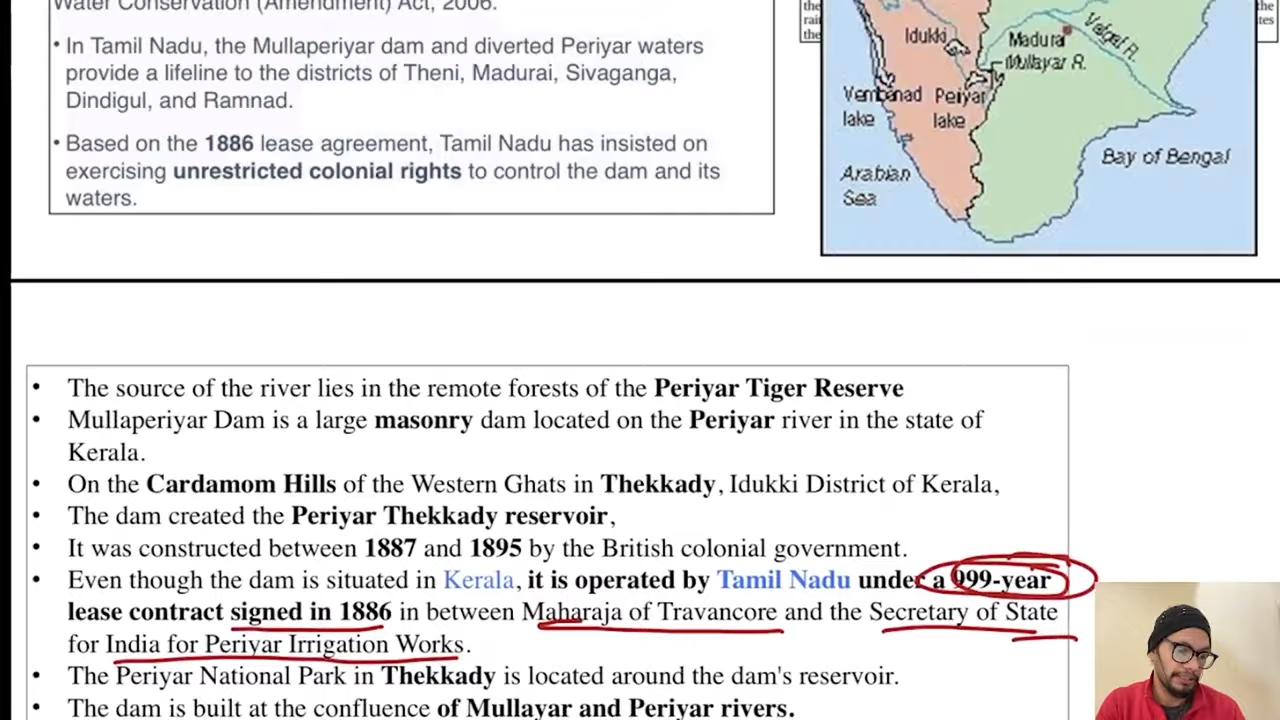 Water Conservation (Amendment) Act, 2006.
• In Tamil Nadu, the Mullaperiyar dam and diverted Periyar waters
provide a lifeline to the districts of Theni, Madurai, Sivaganga,
Dindigul, and Ramnad.
• Based on the 1886 lease agreement, Tamil Nadu has insisted on
exercising unrestricted colonial rights to control the dam and its
waters.
the
rai
the
the
tes
Idukki
Madurai
Vaigai R.
Mullayar R.
Vembanad
lake
Periyar
lake
Arabian
Sea
Bay of Bengal
• The source of the river lies in the remote forests of the Periyar Tiger Reserve
• Mullaperiyar Dam is a large masonry dam located on the Periyar river in the state of
Kerala.
• On the Cardamom Hills of the Western Ghats in Thekkady, Idukki District of Kerala,
• The dam created the Periyar Thekkady reservoir,
• It was constructed between 1887 and 1895 by the British colonial government.
• Even though the dam is situated in Kerala, it is operated by Tamil Nadu under a 999-year
lease contract signed in 1886 in between Maharaja of Travancore and the Secretary of State
for India for Periyar Irrigation Works.
• The Periyar National Park in Thekkady is located around the dam's reservoir.
• The dam is built at the confluence of Mullayar and Periyar rivers.